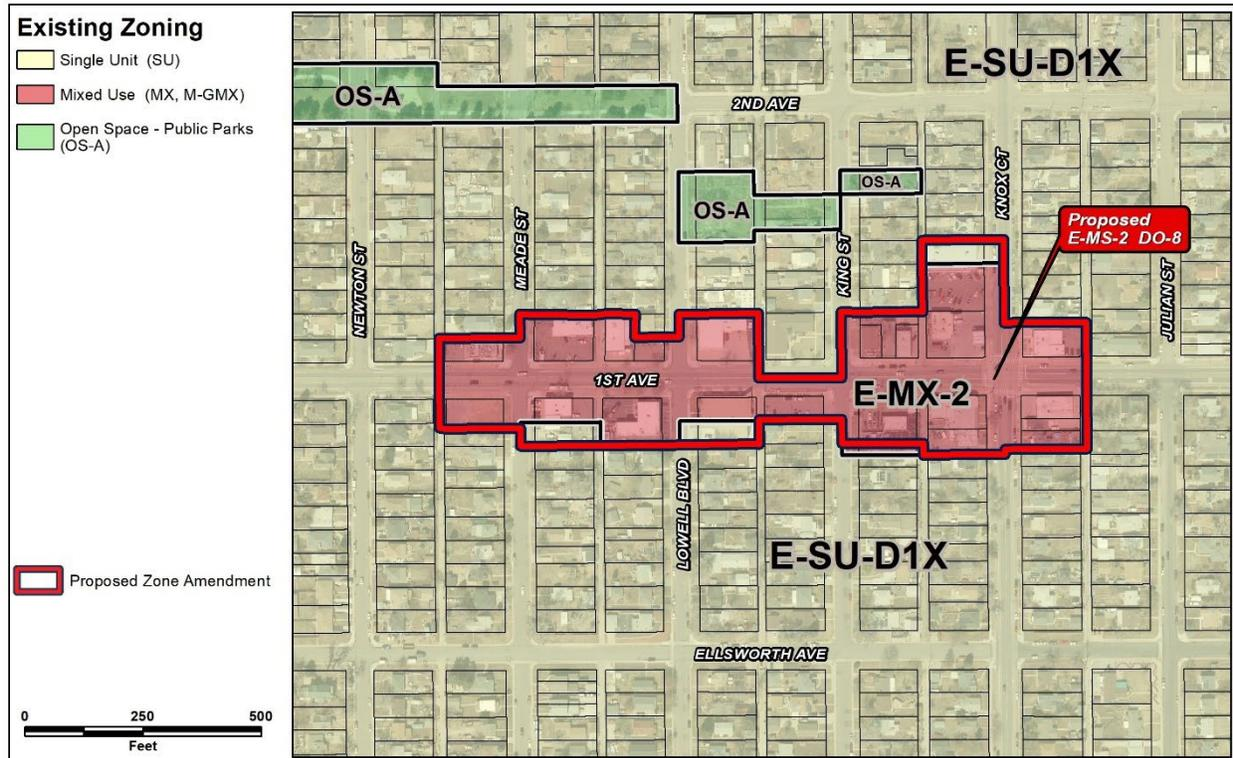 Existing Zoning
Single Unit (SU)
Mixed Use (MX, M-GMX)
Open Space - Public Parks
(OS-A)
Proposed Zone Amendment
0 250 500
Feet
E-SU-D1X
OS-A
2ND AVE
OS-A
OS-A
KNOX CT
Proposed
E-MS-2 DO-8
NEWTON ST
MEADE ST
KING ST
JULIAN ST
1ST AVE
E-MX-2
LOWELL BLVD
E-SU-D1X
ELLSWORTH AVE